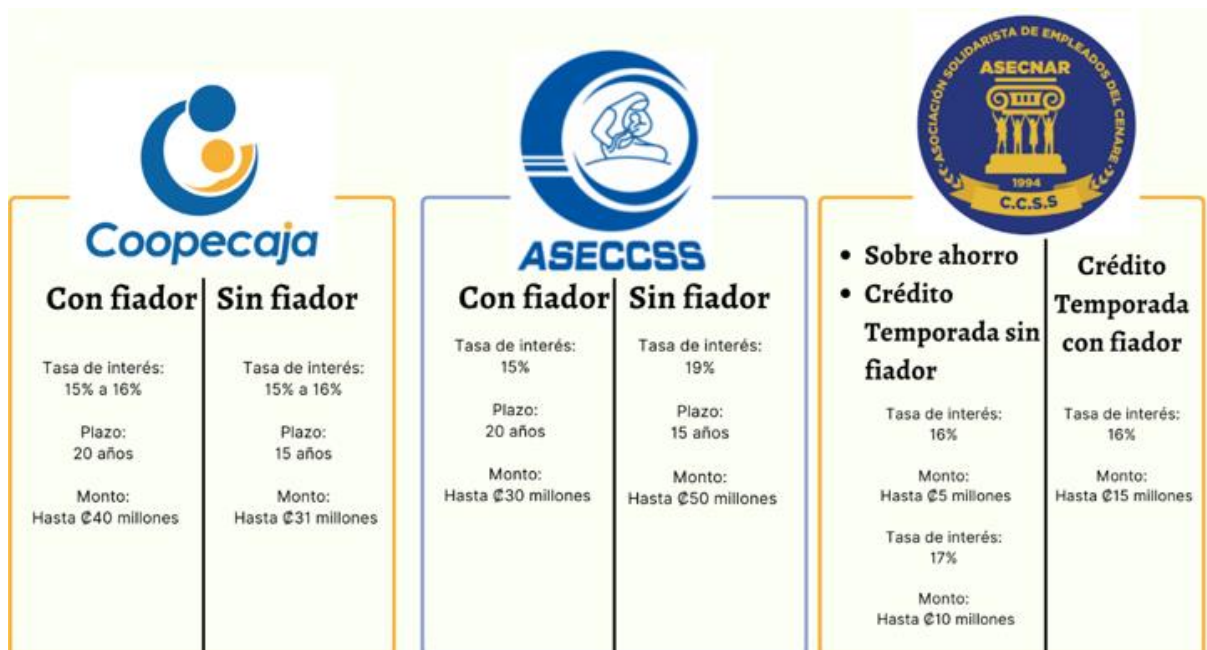 Coopecaja
Con fiador
Tasa de interés:
15% a 16%
Plazo:
20 años
Monto:
Hasta ₡40 millones
Sin fiador
Tasa de interés:
15% a 16%
Plazo:
15 años
Monto:
Hasta ₡31 millones
ASECCSS
Con fiador
Tasa de interés:
15%
Plazo:
20 años
Monto:
Hasta ₡30 millones
Sin fiador
Tasa de interés:
19%
Plazo:
15 años
Monto:
Hasta ₡50 millones
ASOCIACIÓN SOLIDARISTA DE EMPLEADOS DEL CENARE
ASECNAR
1994
C.C.S.S
• Sobre ahorro
• Crédito
Temporada sin
fiador
Tasa de interés:
16%
Monto:
Hasta ₡5 millones
Tasa de interés:
17%
Monto:
Hasta ₡10 millones
Crédito
Temporada
con fiador
Tasa de interés:
16%
Monto:
Hasta ₡15 millones